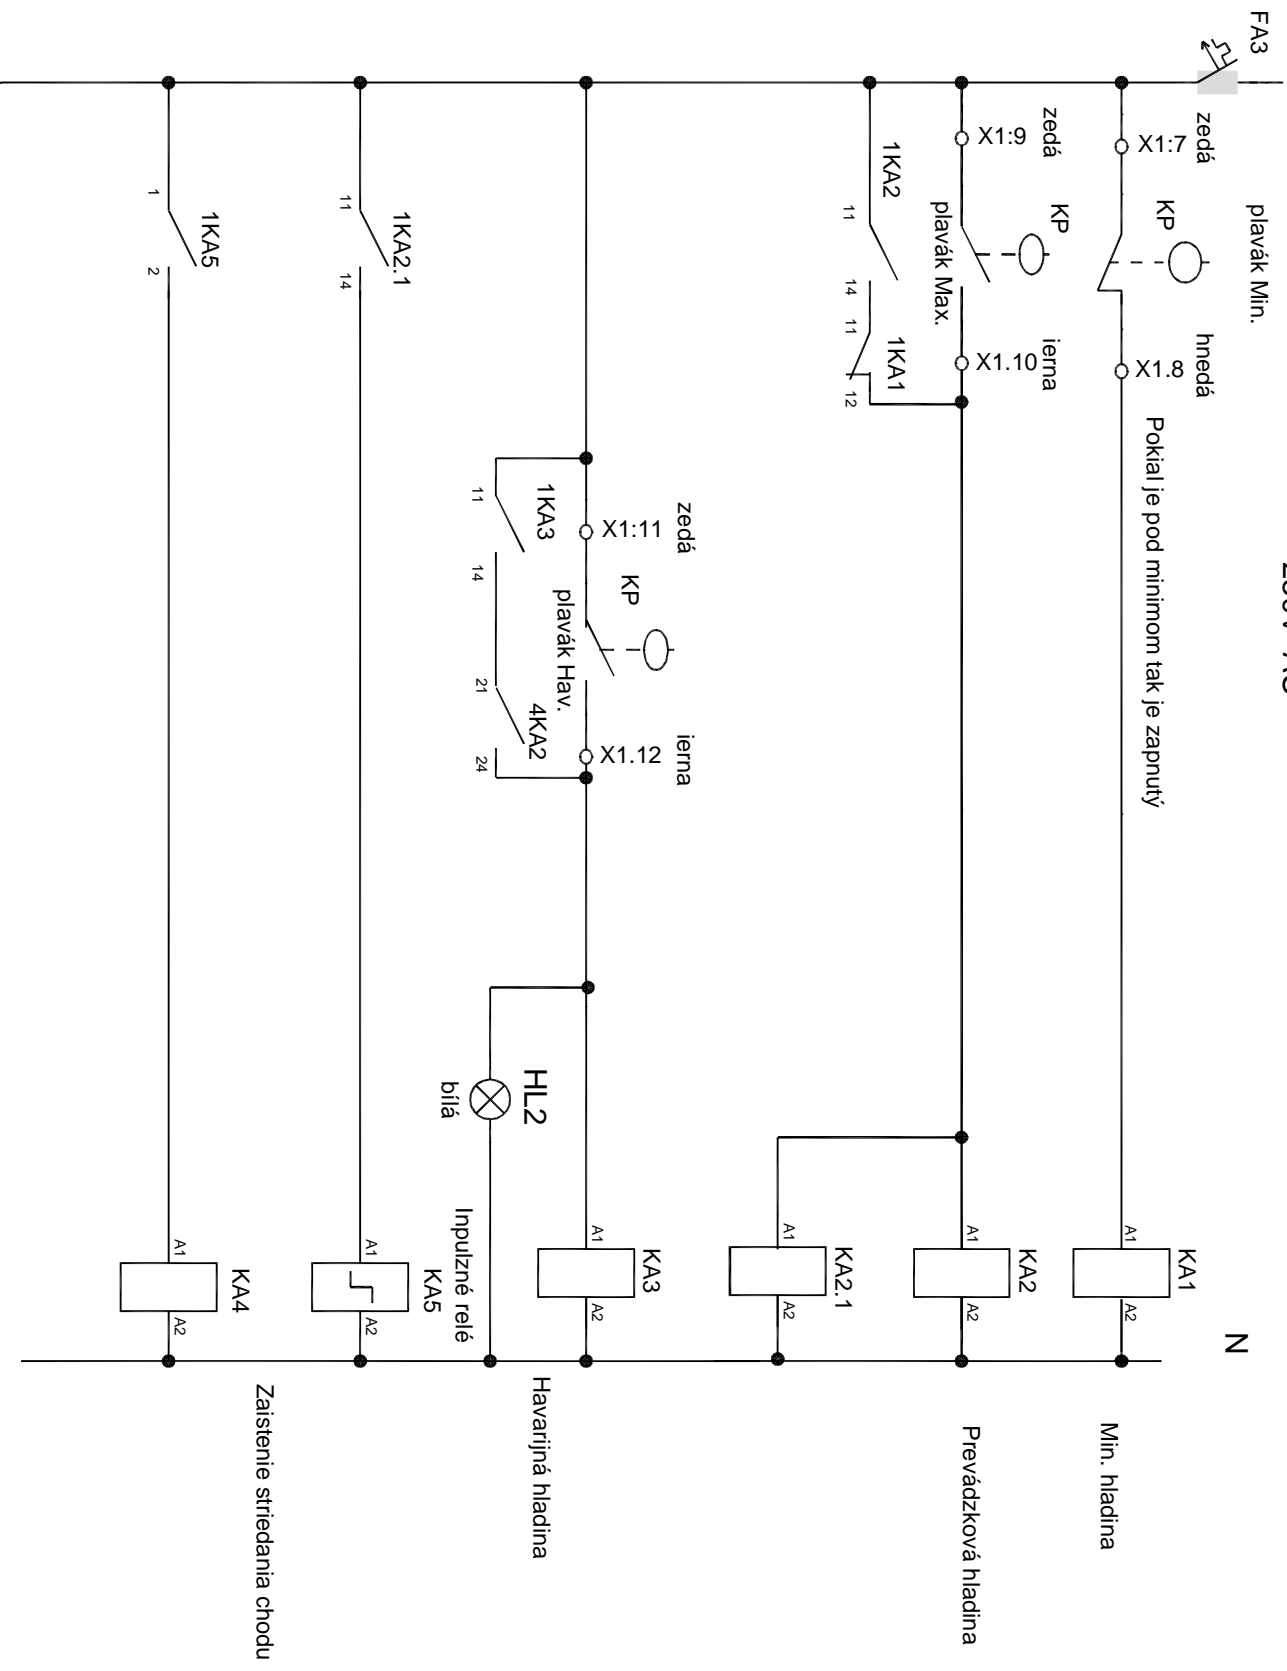 FA3
zedá
X1:7
plavák Min.
KP
hnedá
X1.8
Pokial je pod minimom tak je zapnutý
A1
KA1
A2
N
Min. hladina
zedá
X1:9
KP
plavák Max.
ierna
X1.10
1KA2
11
14
11
1KA1
12
A1
KA2
A2
Prevádzková hladina
A1
KA2.1
A2
zedá
X1:11
KP
plavák Hav.
ierna
X1.12
1KA3
11
14
21
4KA2
24
HL2
bílá
A1
KA3
A2
Havarijná hladina
1KA2.1
11
14
Inpulzné relé
A1
KA5
A2
1KA5
1
2
A1
KA4
A2
Zaistenie striedania chodu